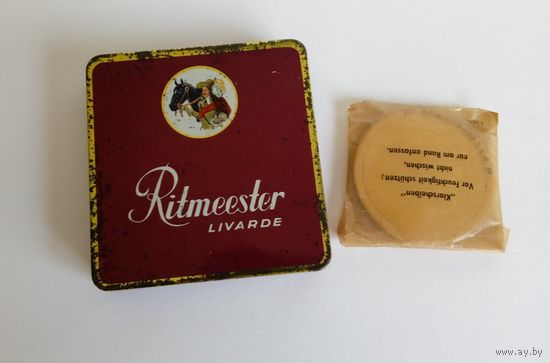 Ritmeester
LIVARDE
"Klarscheiben"
Vor Feuchtigkeit schützen;
nicht wischen,
nur am Rand anfassen.
www.ay.by